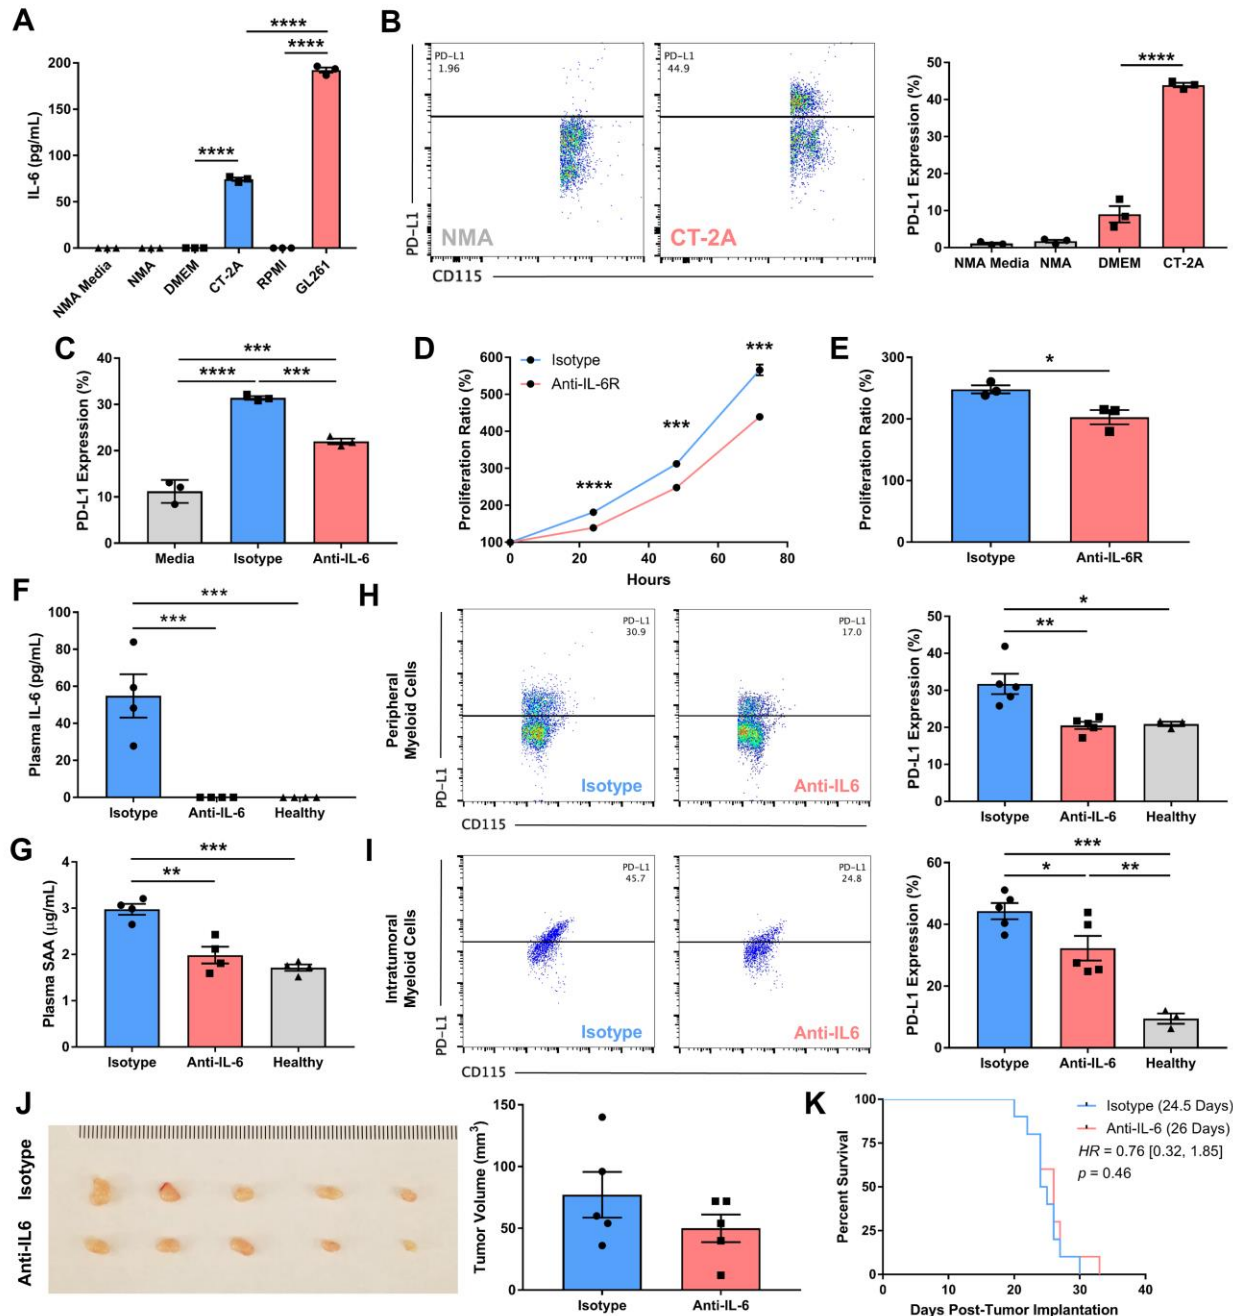 A
IL-6 (pg/mL)
200
150
100
50
0
****
****
****
NMA Media
NMA
DMEM
CT-2A
RPMI
GL261
B
PD-L1
1.96
NMA
PD-L1
44.9
CT-2A
PD-L1
CD115
PD-L1 Expression (%)
50
40
30
20
10
0
****
NMA Media
NMA
DMEM
CT-2A
C
PD-L1 Expression (%)
40
30
20
10
0
***
****
***
Media
Isotype
Anti-IL-6
D
Proliferation Ratio (%)
600
500
400
300
200
100
Isotype
Anti-IL-6R
****
***
***
0
20
40
60
80
Hours
E
Proliferation Ratio (%)
300
200
100
0
*
Isotype
Anti-IL-6R
F
Plasma IL-6 (pg/mL)
100
80
60
40
20
0
***
***
Isotype
Anti-IL-6
Healthy
H
Peripheral
Myeloid Cells
PD-L1
30.9
Isotype
PD-L1
17.0
Anti-IL6
PD-L1
CD115
PD-L1 Expression (%)
50
40
30
20
10
0
*
**
Isotype
Anti-IL-6
Healthy
G
Plasma SAA (µg/mL)
4
3
2
1
0
***
**
Isotype
Anti-IL-6
Healthy
I
Intratumoral
Myeloid Cells
PD-L1
45.7
Isotype
PD-L1
24.8
Anti-IL6
PD-L1
CD115
PD-L1 Expression (%)
60
40
20
0
***
*
**
Isotype
Anti-IL-6
Healthy
J
Isotype
Anti-IL6
Tumor Volume (mm³)
150
100
50
0
Isotype
Anti-IL-6
K
Percent Survival
100
75
50
25
0
Isotype (24.5 Days)
Anti-IL-6 (26 Days)
HR = 0.76 [0.32, 1.85]
p = 0.46
0
10
20
30
40
Days Post-Tumor Implantation